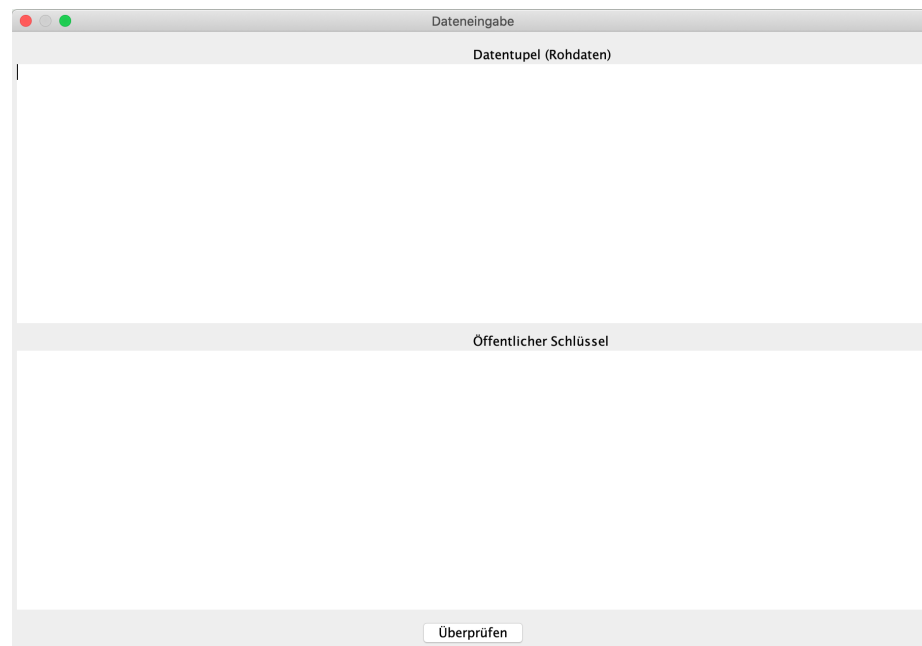 Dateneingabe
Datentupel (Rohdaten)
Öffentlicher Schlüssel
Überprüfen